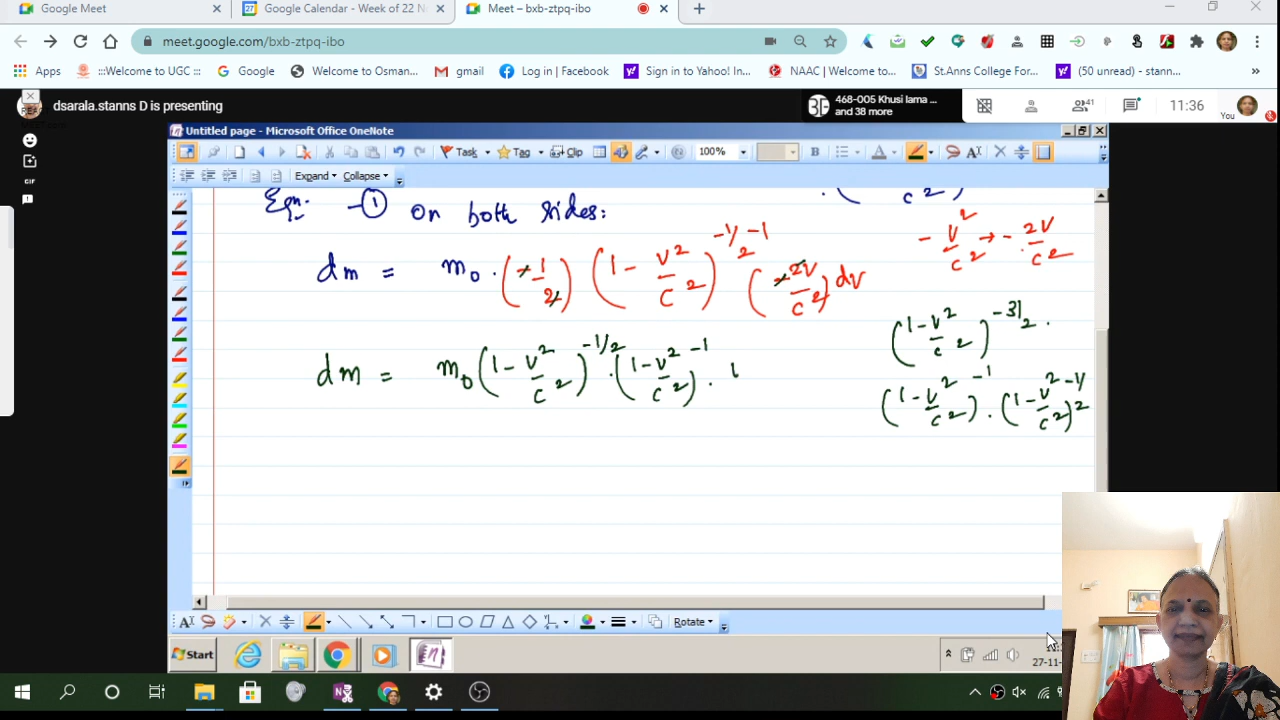 Google Meet
Google Calendar - Week of 22 N
Meet – bxb-ztpq-ibo
meet.google.com/bxb-ztpq-ibo
Apps
:::Welcome to UGC :::
Google
Welcome to Osman...
gmail
Log in | Facebook
Sign in to Yahoo! In...
NAAC | Welcome to...
St.Anns College For...
(50 unread) - stann...
»
dsarala.stanns D is presenting
468-005 Khusi lama ...
and 38 more
41
11:36
You
GIF
Untitled page - Microsoft Office OneNote
Task
Tag
Clip
100%
B
A
Expand
Collapse
Eqn. -① on both sides:
dm = m₀ · (-1/2) (1 - v²/c²)^(-1/2 -1) (-2v/c²) dv
dm = m₀ (1 - v²/c²)^(-1/2) · (1 - v²/c²)^(-1) ·
- v²/c² → - 2v/c²
(1 - v²/c²)^(-3/2) ·
(1 - v²/c²)^(-1) · (1 - v²/c²)^(-1/2)
Rotate
Start
27-11-